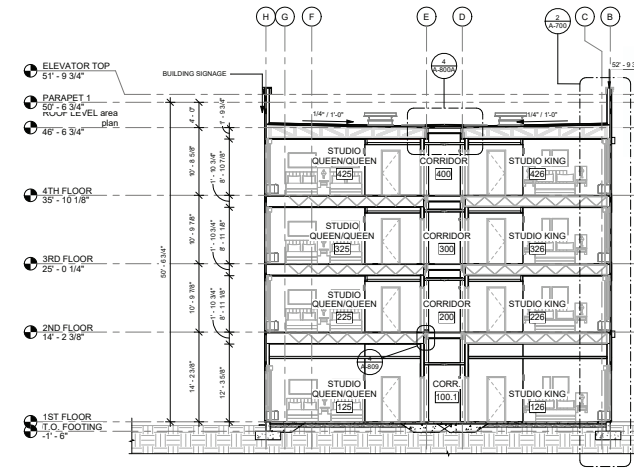 H G F E D C B
2
A-700
4
A-800A
52' - 9 3
ELEVATOR TOP
51' - 9 3/4"
BUILDING SIGNAGE
PARAPET 1
50' - 6 3/4"
ROOF LEVEL area
plan
46' - 6 3/4"
4' - 0"
1' - 9 3/4"
1/4" / 1'-0"
1/4" / 1'-0"
10' - 8 5/8"
1' - 10 3/4"
8' - 10 7/8"
STUDIO
QUEEN/QUEEN
425
CORRIDOR
400
STUDIO KING
426
4TH FLOOR
35' - 10 1/8"
10' - 9 7/8"
1' - 10 3/4"
8' - 11 1/8"
STUDIO
QUEEN/QUEEN
325
CORRIDOR
300
STUDIO KING
326
50' - 6 3/4"
3RD FLOOR
25' - 0 1/4"
10' - 9 7/8"
1' - 10 3/4"
8' - 11 1/8"
STUDIO
QUEEN/QUEEN
225
CORRIDOR
200
STUDIO KING
226
2ND FLOOR
14' - 2 3/8"
A-809
14' - 2 3/8"
12' - 3 5/8"
STUDIO
QUEEN/QUEEN
125
CORR.
100.1
STUDIO KING
126
1ST FLOOR
T.O. FOOTING
-1' - 6"